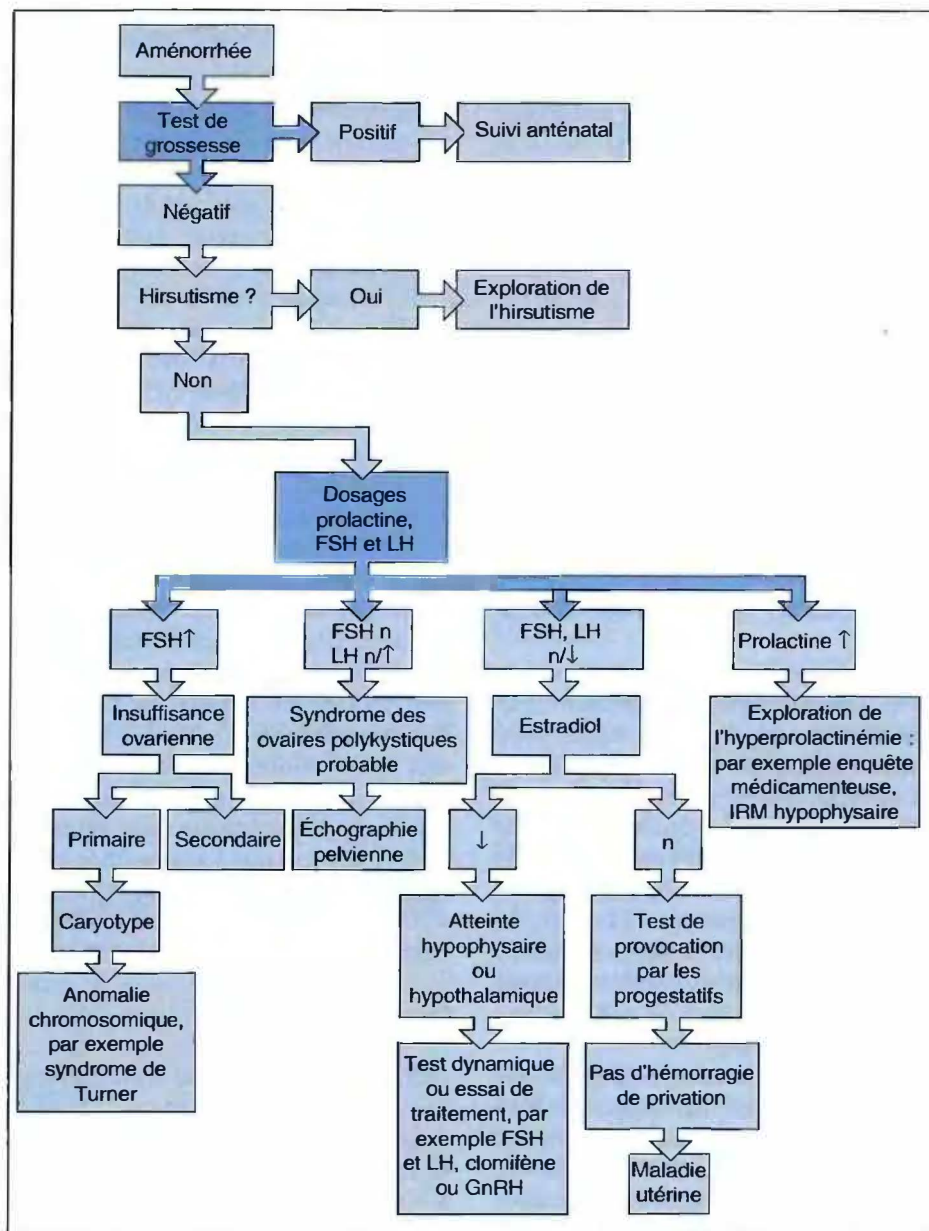 Aménorrhée
Test de
grossesse
Positif
Suivi anténatal
Négatif
Hirsutisme ?
Oui
Exploration de
l'hirsutisme
Non
Dosages
prolactine,
FSH et LH
FSH↑
FSH n
LH n/↑
FSH, LH
n/↓
Prolactine ↑
Insuffisance
ovarienne
Syndrome des
ovaires polykystiques
probable
Estradiol
Exploration de
l'hyperprolactinémie :
par exemple enquête
médicamenteuse,
IRM hypophysaire
Primaire
Secondaire
Échographie
pelvienne
↓
n
Caryotype
Atteinte
hypophysaire
ou
hypothalamique
Test de
provocation
par les
progestatifs
Anomalie
chromosomique,
par exemple
syndrome de
Turner
Test dynamique
ou essai de
traitement, par
exemple FSH
et LH, clomifène
ou GnRH
Pas d'hémorragie
de privation
Maladie
utérine